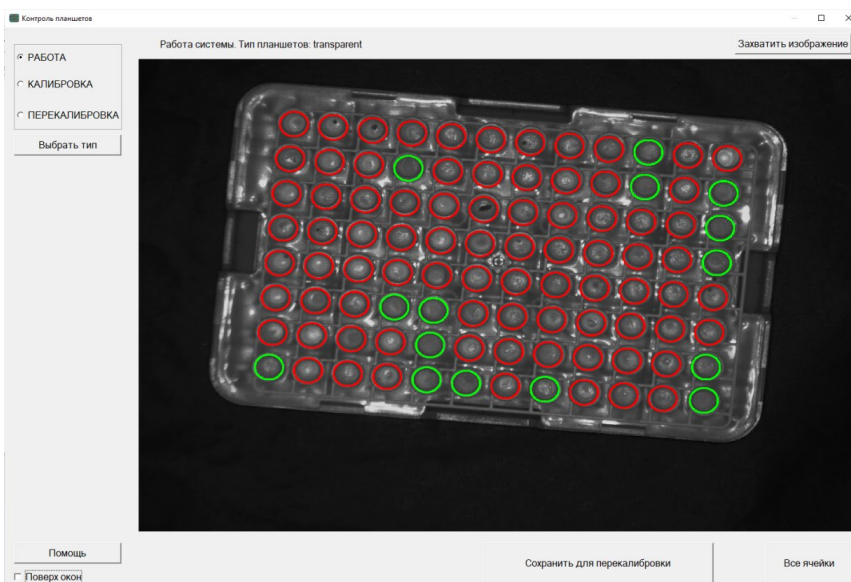 Контроль планшетов
Работа системы. Тип планшетов: transparent
Захватить изображение
РАБОТА
КАЛИБРОВКА
ПЕРЕКАЛИБРОВКА
Выбрать тип
Помощь
Поверх окон
Сохранить для перекалибровки
Все ячейки